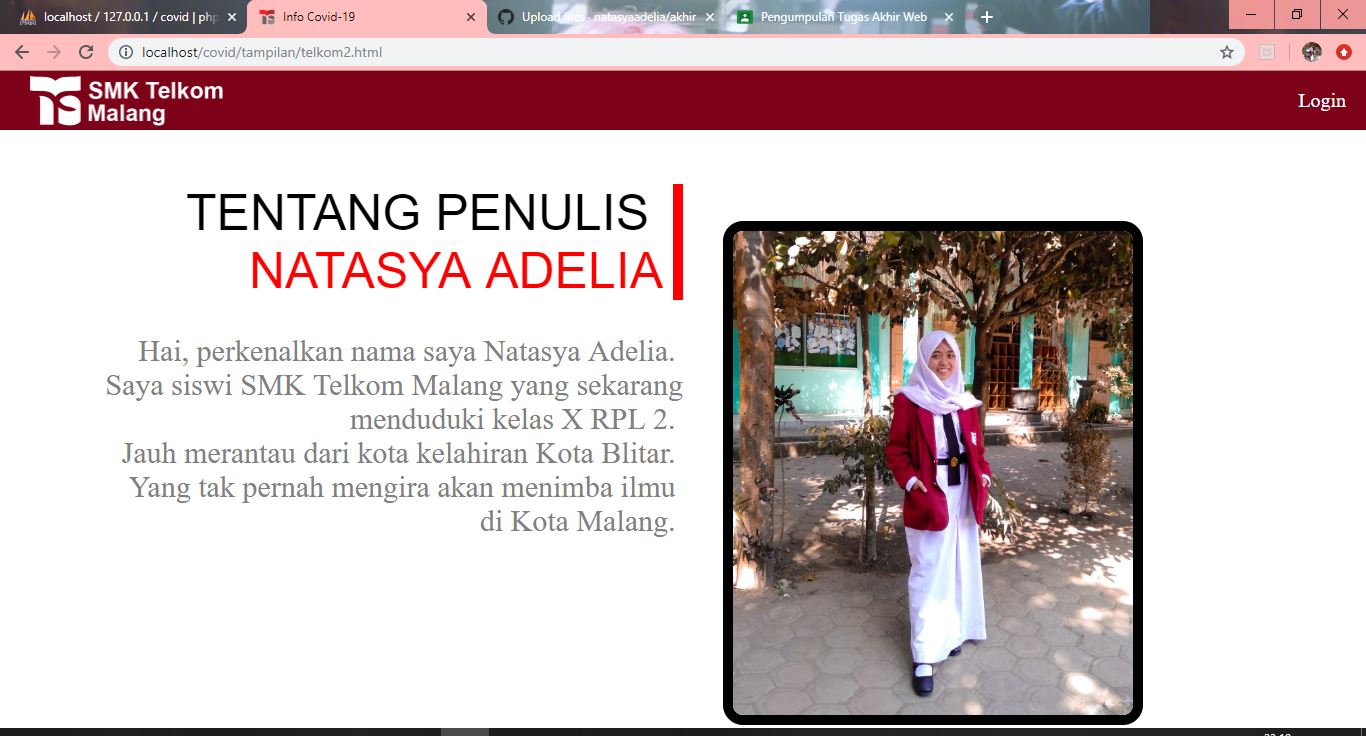 localhost / 127.0.0.1 / covid | php
Info Covid-19
Upload files · natasyaadelia/akhir
Pengumpulan Tugas Akhir Web
localhost/covid/tampilan/telkom2.html
SMK Telkom
Malang
Login
TENTANG PENULIS
NATASYA ADELIA
Hai, perkenalkan nama saya Natasya Adelia.
Saya siswi SMK Telkom Malang yang sekarang
menduduki kelas X RPL 2.
Jauh merantau dari kota kelahiran Kota Blitar.
Yang tak pernah mengira akan menimba ilmu
di Kota Malang.